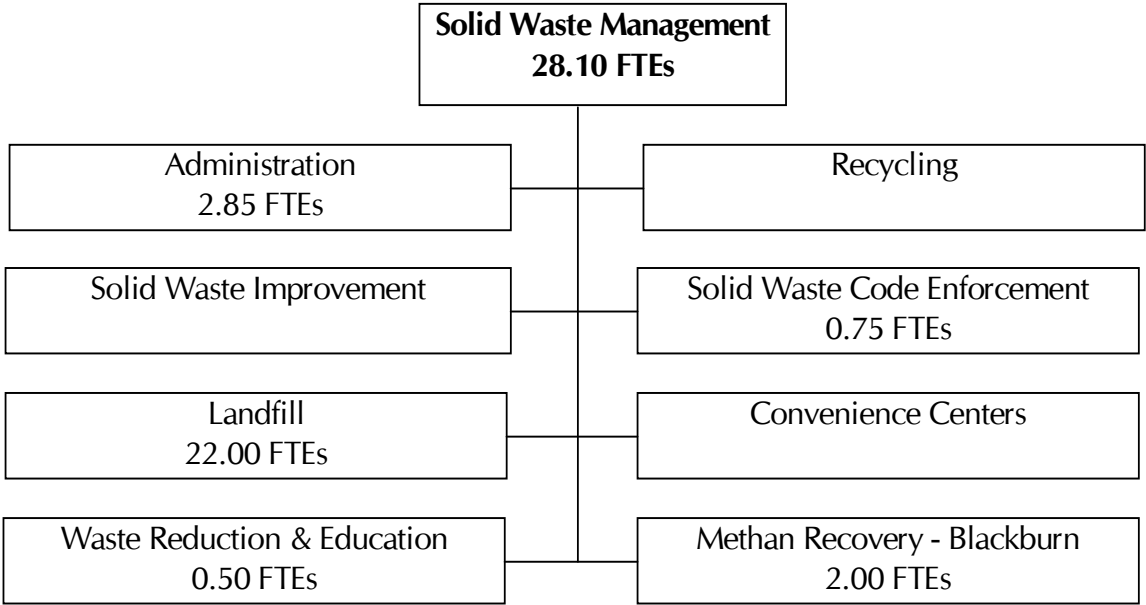 Solid Waste Management
28.10 FTEs
Administration
2.85 FTEs
Recycling
Solid Waste Improvement
Solid Waste Code Enforcement
0.75 FTEs
Landfill
22.00 FTEs
Convenience Centers
Waste Reduction & Education
0.50 FTEs
Methan Recovery - Blackburn
2.00 FTEs